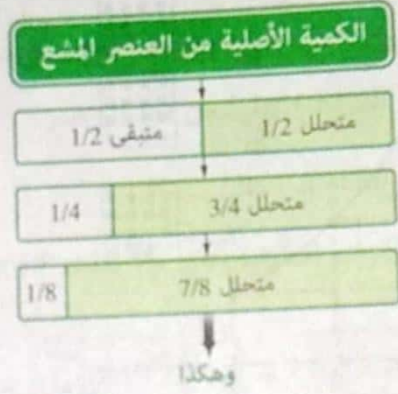 الكمية الأصلية من العنصر المشع
متحلل 1/2 متبقى 1/2
متحلل 3/4 1/4
متحلل 7/8 1/8
وهكذا